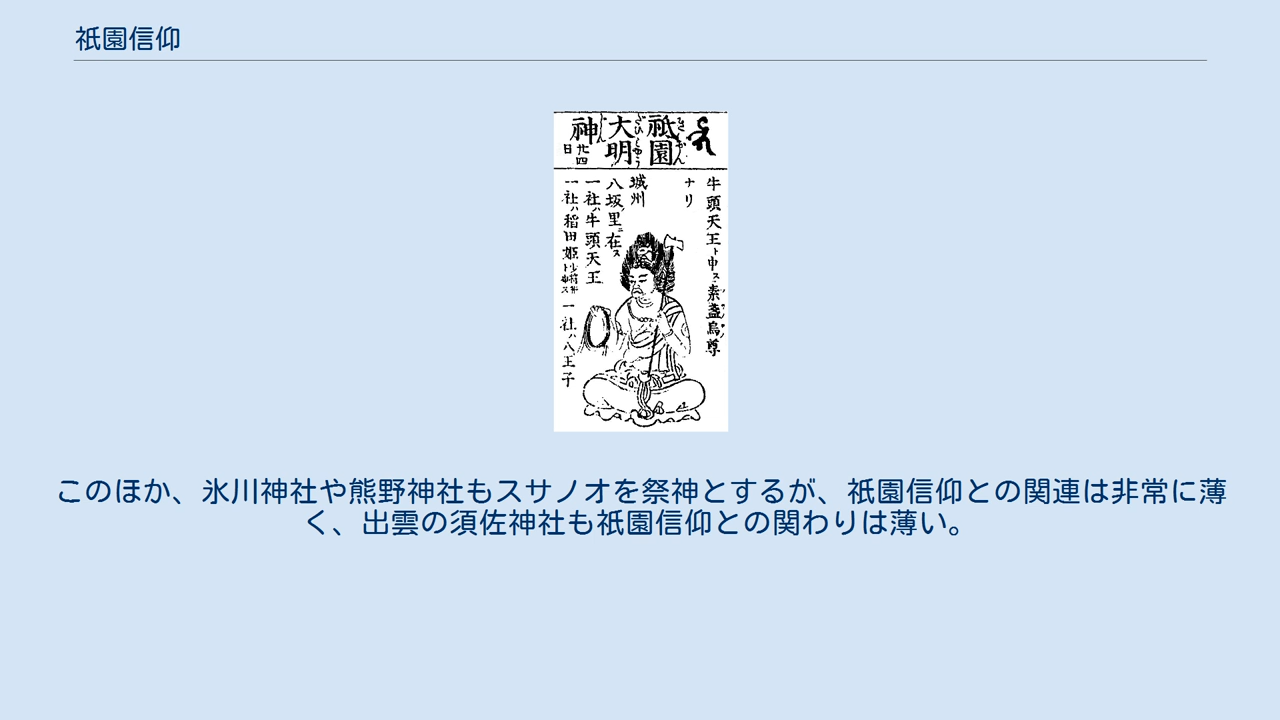 祇園信仰
祇園
大明
神
廿四
日
牛頭天王ト申ス素盞烏尊
ナリ
城州
八坂里ニ在ス
一社ハ牛頭天王
一社ハ稲田姫
一社ハ八王子
このほか、氷川神社や熊野神社もスサノオを祭神とするが、祇園信仰との関連は非常に薄
く、出雲の須佐神社も祇園信仰との関わりは薄い。